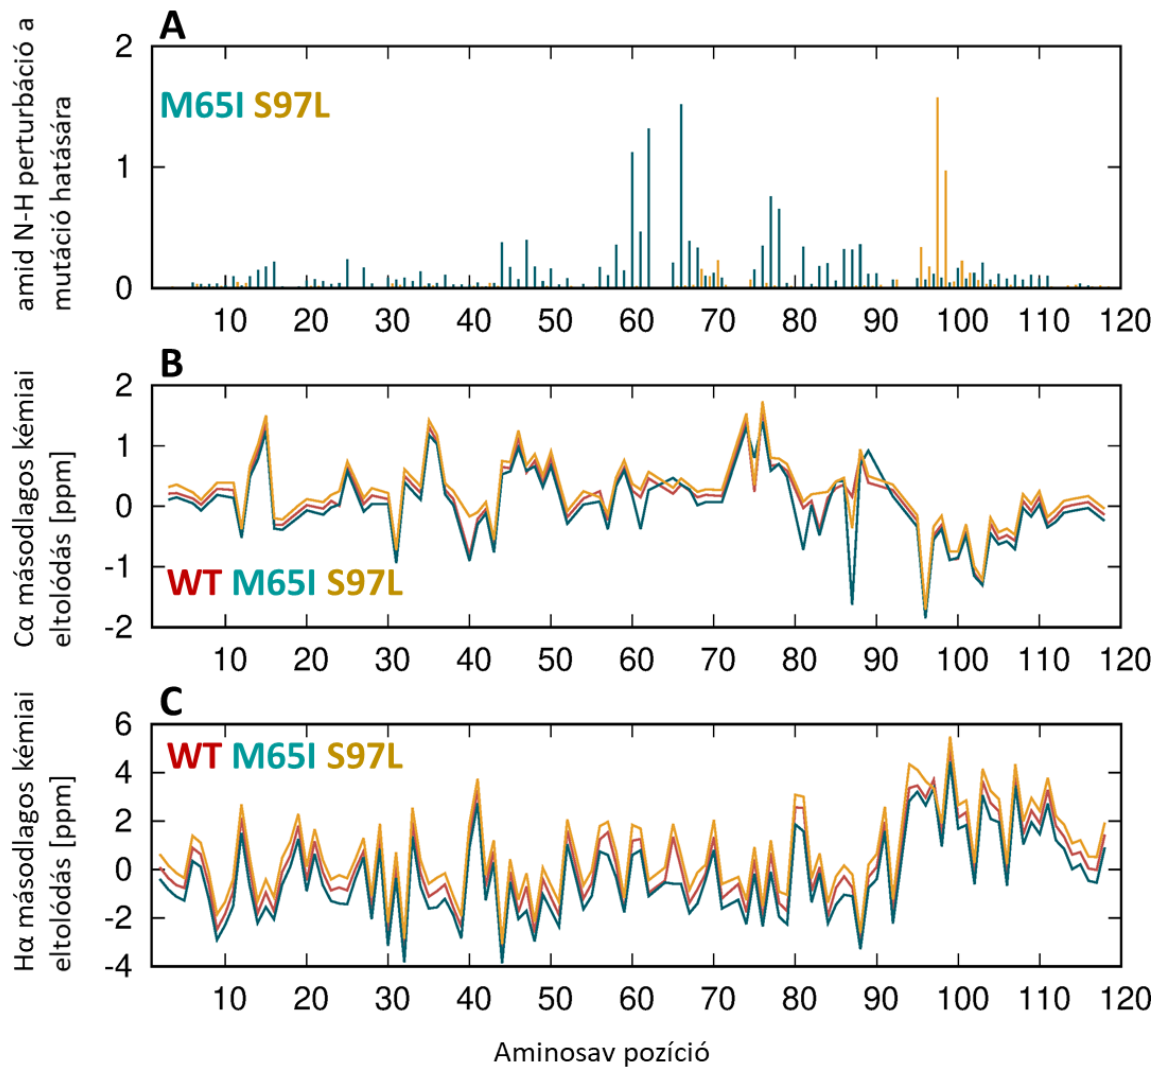 A
amid N-H perturbáció a
mutáció hatására
M65I S97L
2
1
0
10 20 30 40 50 60 70 80 90 100 110 120
B
Cα másodlagos kémiai
eltolódás [ppm]
2
1
0
-1
-2
WT M65I S97L
10 20 30 40 50 60 70 80 90 100 110 120
C
Hα másodlagos kémiai
eltolódás [ppm]
WT M65I S97L
6
4
2
0
-2
-4
10 20 30 40 50 60 70 80 90 100 110 120
Aminosav pozíció